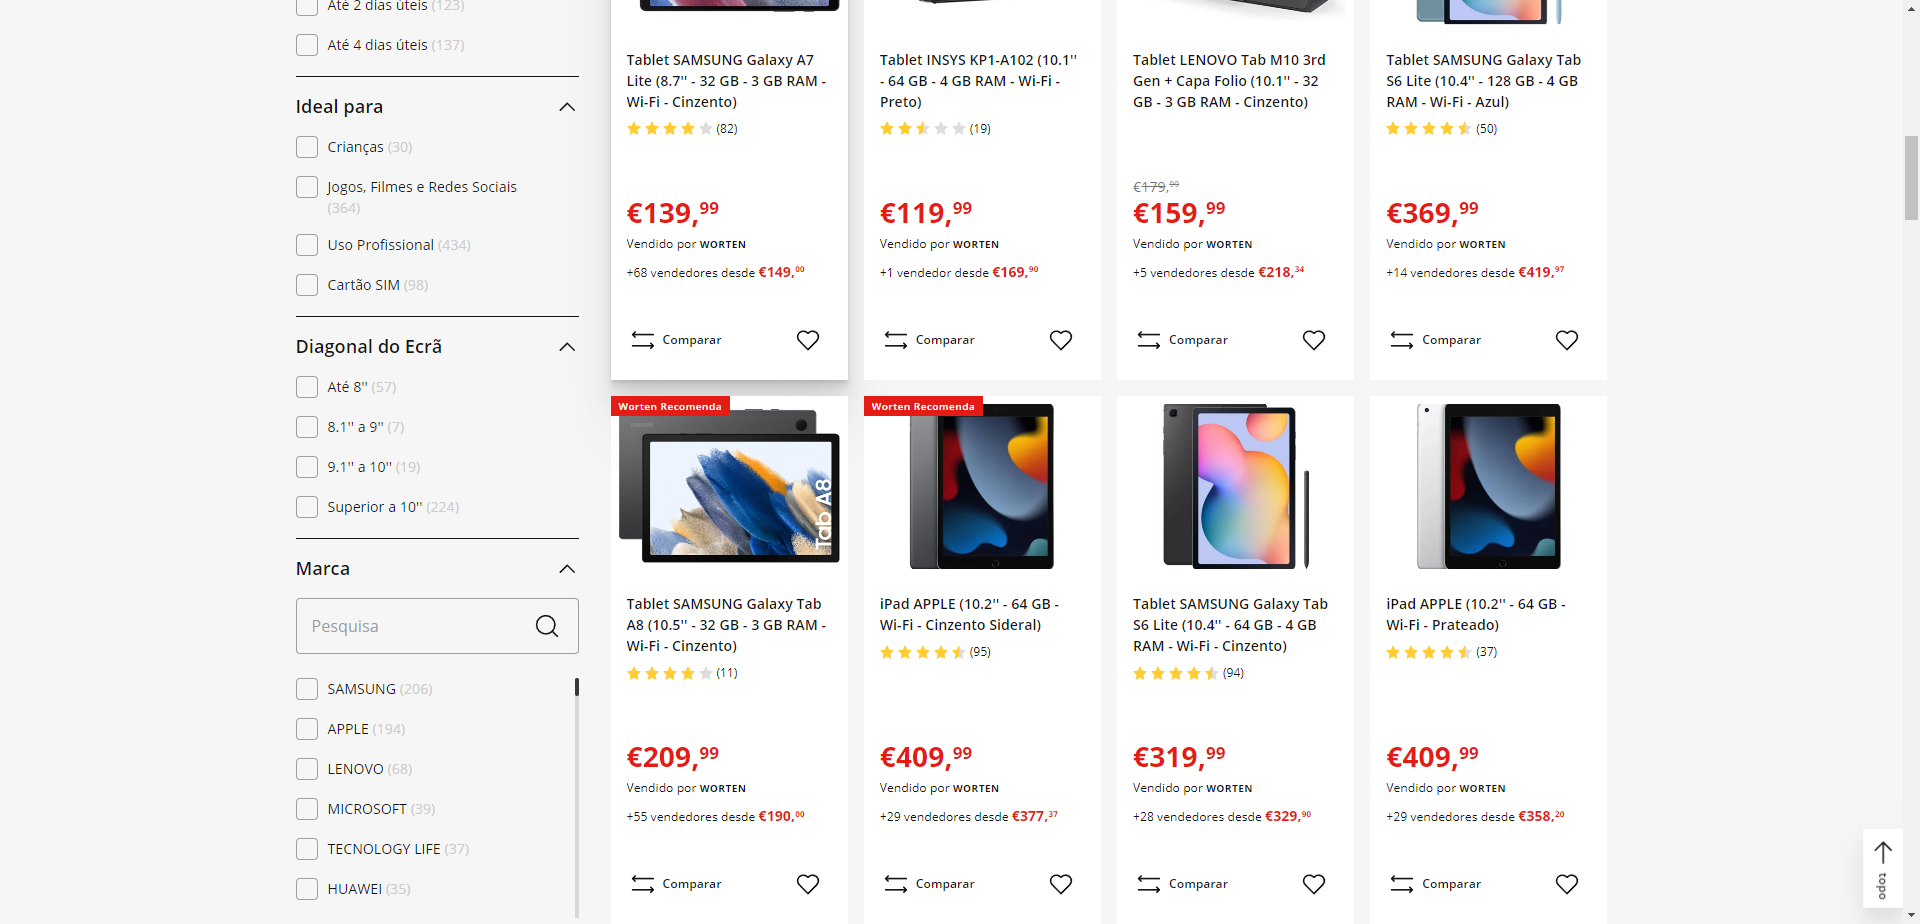 Até 2 dias úteis (123)
Até 4 dias úteis (137)
Ideal para
Crianças (30)
Jogos, Filmes e Redes Sociais
(364)
Uso Profissional (434)
Cartão SIM (98)
Diagonal do Ecrã
Até 8'' (57)
8.1'' a 9'' (7)
9.1'' a 10'' (19)
Superior a 10'' (224)
Marca
Pesquisa
SAMSUNG (206)
APPLE (194)
LENOVO (68)
MICROSOFT (39)
TECNOLOGY LIFE (37)
HUAWEI (35)
Tablet SAMSUNG Galaxy A7
Lite (8.7'' - 32 GB - 3 GB RAM -
Wi-Fi - Cinzento)
(82)
€139,99
Vendido por WORTEN
+68 vendedores desde €149,00
Comparar
Tablet INSYS KP1-A102 (10.1''
- 64 GB - 4 GB RAM - Wi-Fi -
Preto)
(19)
€119,99
Vendido por WORTEN
+1 vendedor desde €169,90
Comparar
Tablet LENOVO Tab M10 3rd
Gen + Capa Folio (10.1'' - 32
GB - 3 GB RAM - Cinzento)
€179,99
€159,99
Vendido por WORTEN
+5 vendedores desde €218,34
Comparar
Tablet SAMSUNG Galaxy Tab
S6 Lite (10.4'' - 128 GB - 4 GB
RAM - Wi-Fi - Azul)
(50)
€369,99
Vendido por WORTEN
+14 vendedores desde €419,97
Comparar
Worten Recomenda
Tab A8
Tablet SAMSUNG Galaxy Tab
A8 (10.5'' - 32 GB - 3 GB RAM -
Wi-Fi - Cinzento)
(11)
€209,99
Vendido por WORTEN
+55 vendedores desde €190,00
Comparar
Worten Recomenda
iPad APPLE (10.2'' - 64 GB -
Wi-Fi - Cinzento Sideral)
(95)
€409,99
Vendido por WORTEN
+29 vendedores desde €377,37
Comparar
Tablet SAMSUNG Galaxy Tab
S6 Lite (10.4'' - 64 GB - 4 GB
RAM - Wi-Fi - Cinzento)
(94)
€319,99
Vendido por WORTEN
+28 vendedores desde €329,90
Comparar
iPad APPLE (10.2'' - 64 GB -
Wi-Fi - Prateado)
(37)
€409,99
Vendido por WORTEN
+29 vendedores desde €358,20
Comparar
topo